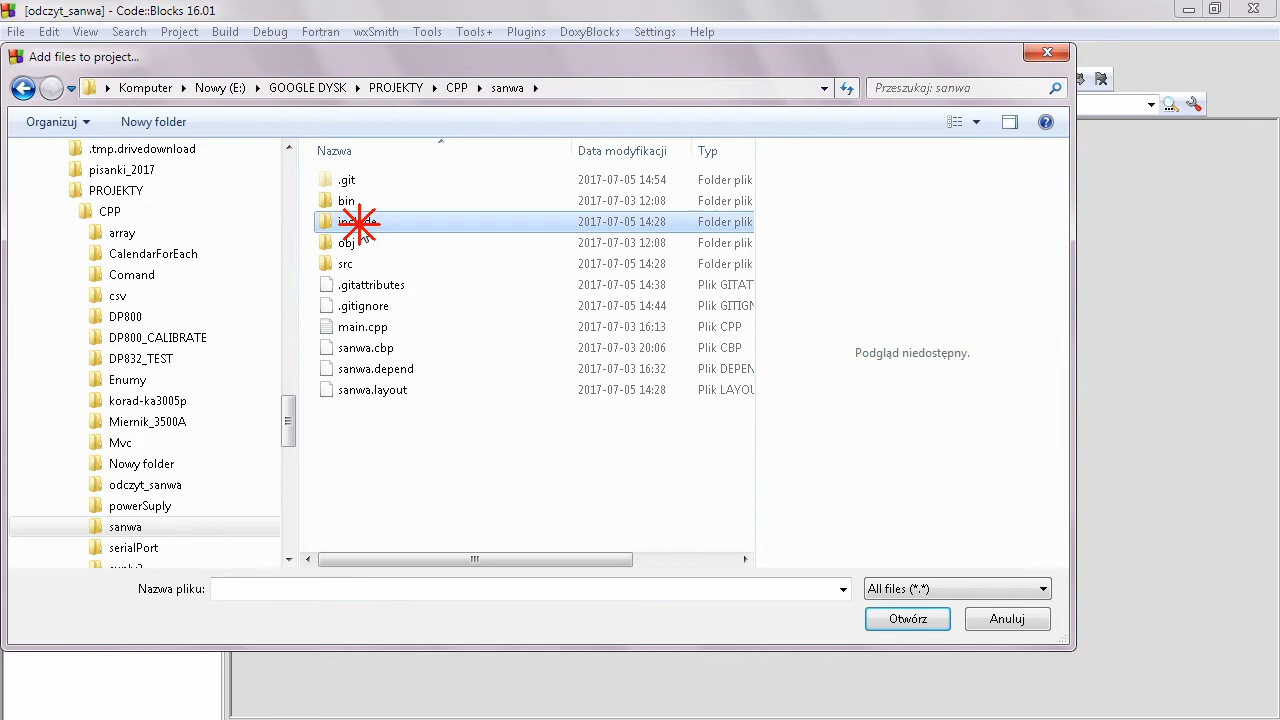 [odczyt_sanwa] - Code::Blocks 16.01
File Edit View Search Project Build Debug Fortran wxSmith Tools Tools+ Plugins DoxyBlocks Settings Help
Add files to project...
Komputer Nowy (E:) GOOGLE DYSK PROJEKTY CPP sanwa
Przeszukaj: sanwa
Organizuj Nowy folder
.tmp.drivedownload
pisanki_2017
PROJEKTY
CPP
array
CalendarForEach
Comand
csv
DP800
DP800_CALIBRATE
DP832_TEST
Enumy
korad-ka3005p
Miernik_3500A
Mvc
Nowy folder
odczyt_sanwa
powerSuply
sanwa
serialPort
Nazwa Data modyfikacji Typ
.git 2017-07-05 14:54 Folder plik
bin 2017-07-03 12:08 Folder plik
2017-07-05 14:28 Folder plik
obj 2017-07-03 12:08 Folder plik
src 2017-07-05 14:28 Folder plik
.gitattributes 2017-07-05 14:38 Plik GITAT
.gitignore 2017-07-05 14:44 Plik GITIGN
main.cpp 2017-07-03 16:13 Plik CPP
sanwa.cbp 2017-07-03 20:06 Plik CBP
sanwa.depend 2017-07-03 16:32 Plik DEPEN
sanwa.layout 2017-07-05 14:28 Plik LAYOU
Podgląd niedostępny.
Nazwa pliku:
All files (*.*)
Otwórz Anuluj